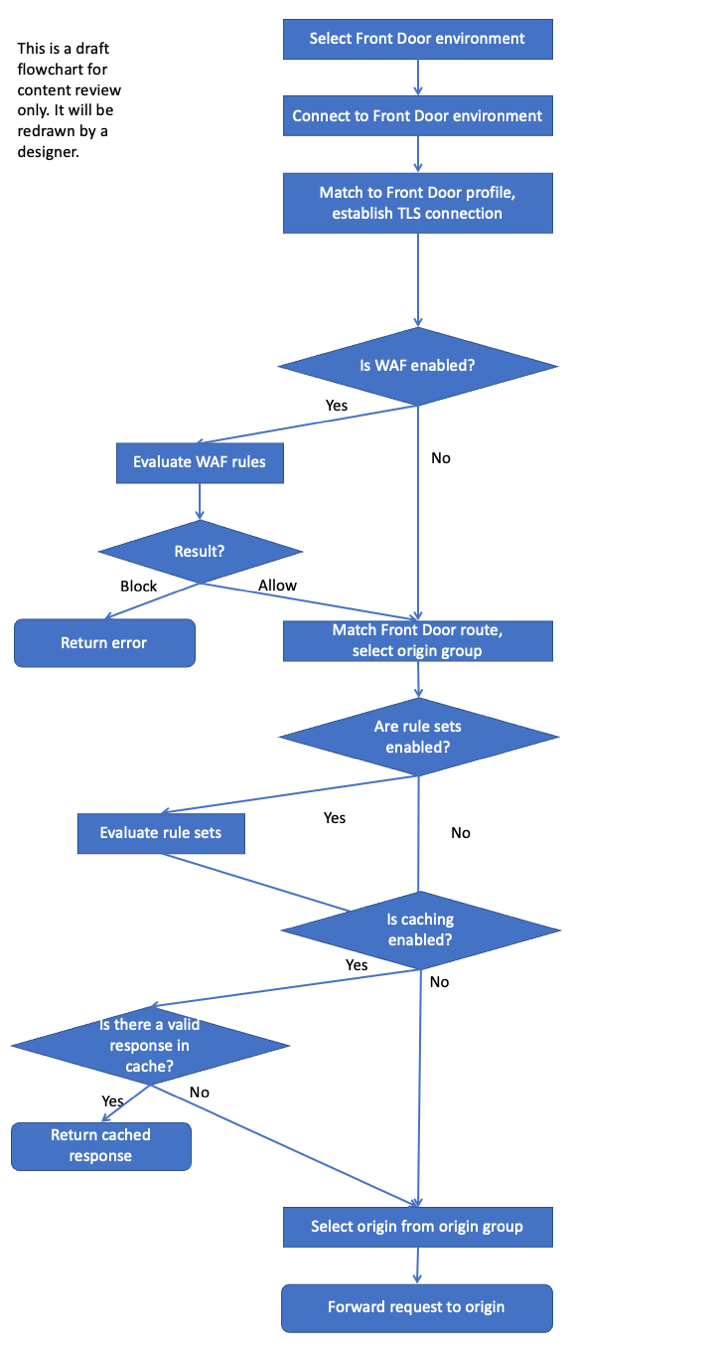 This is a draft
flowchart for
content review
only. It will be
redrawn by a
designer.
Select Front Door environment
Connect to Front Door environment
Match to Front Door profile,
establish TLS connection
Is WAF enabled?
Yes
No
Evaluate WAF rules
Result?
Block
Allow
Return error
Match Front Door route,
select origin group
Are rule sets
enabled?
Yes
No
Evaluate rule sets
Is caching
enabled?
Yes
No
Is there a valid
response in
cache?
Yes
No
Return cached
response
Select origin from origin group
Forward request to origin